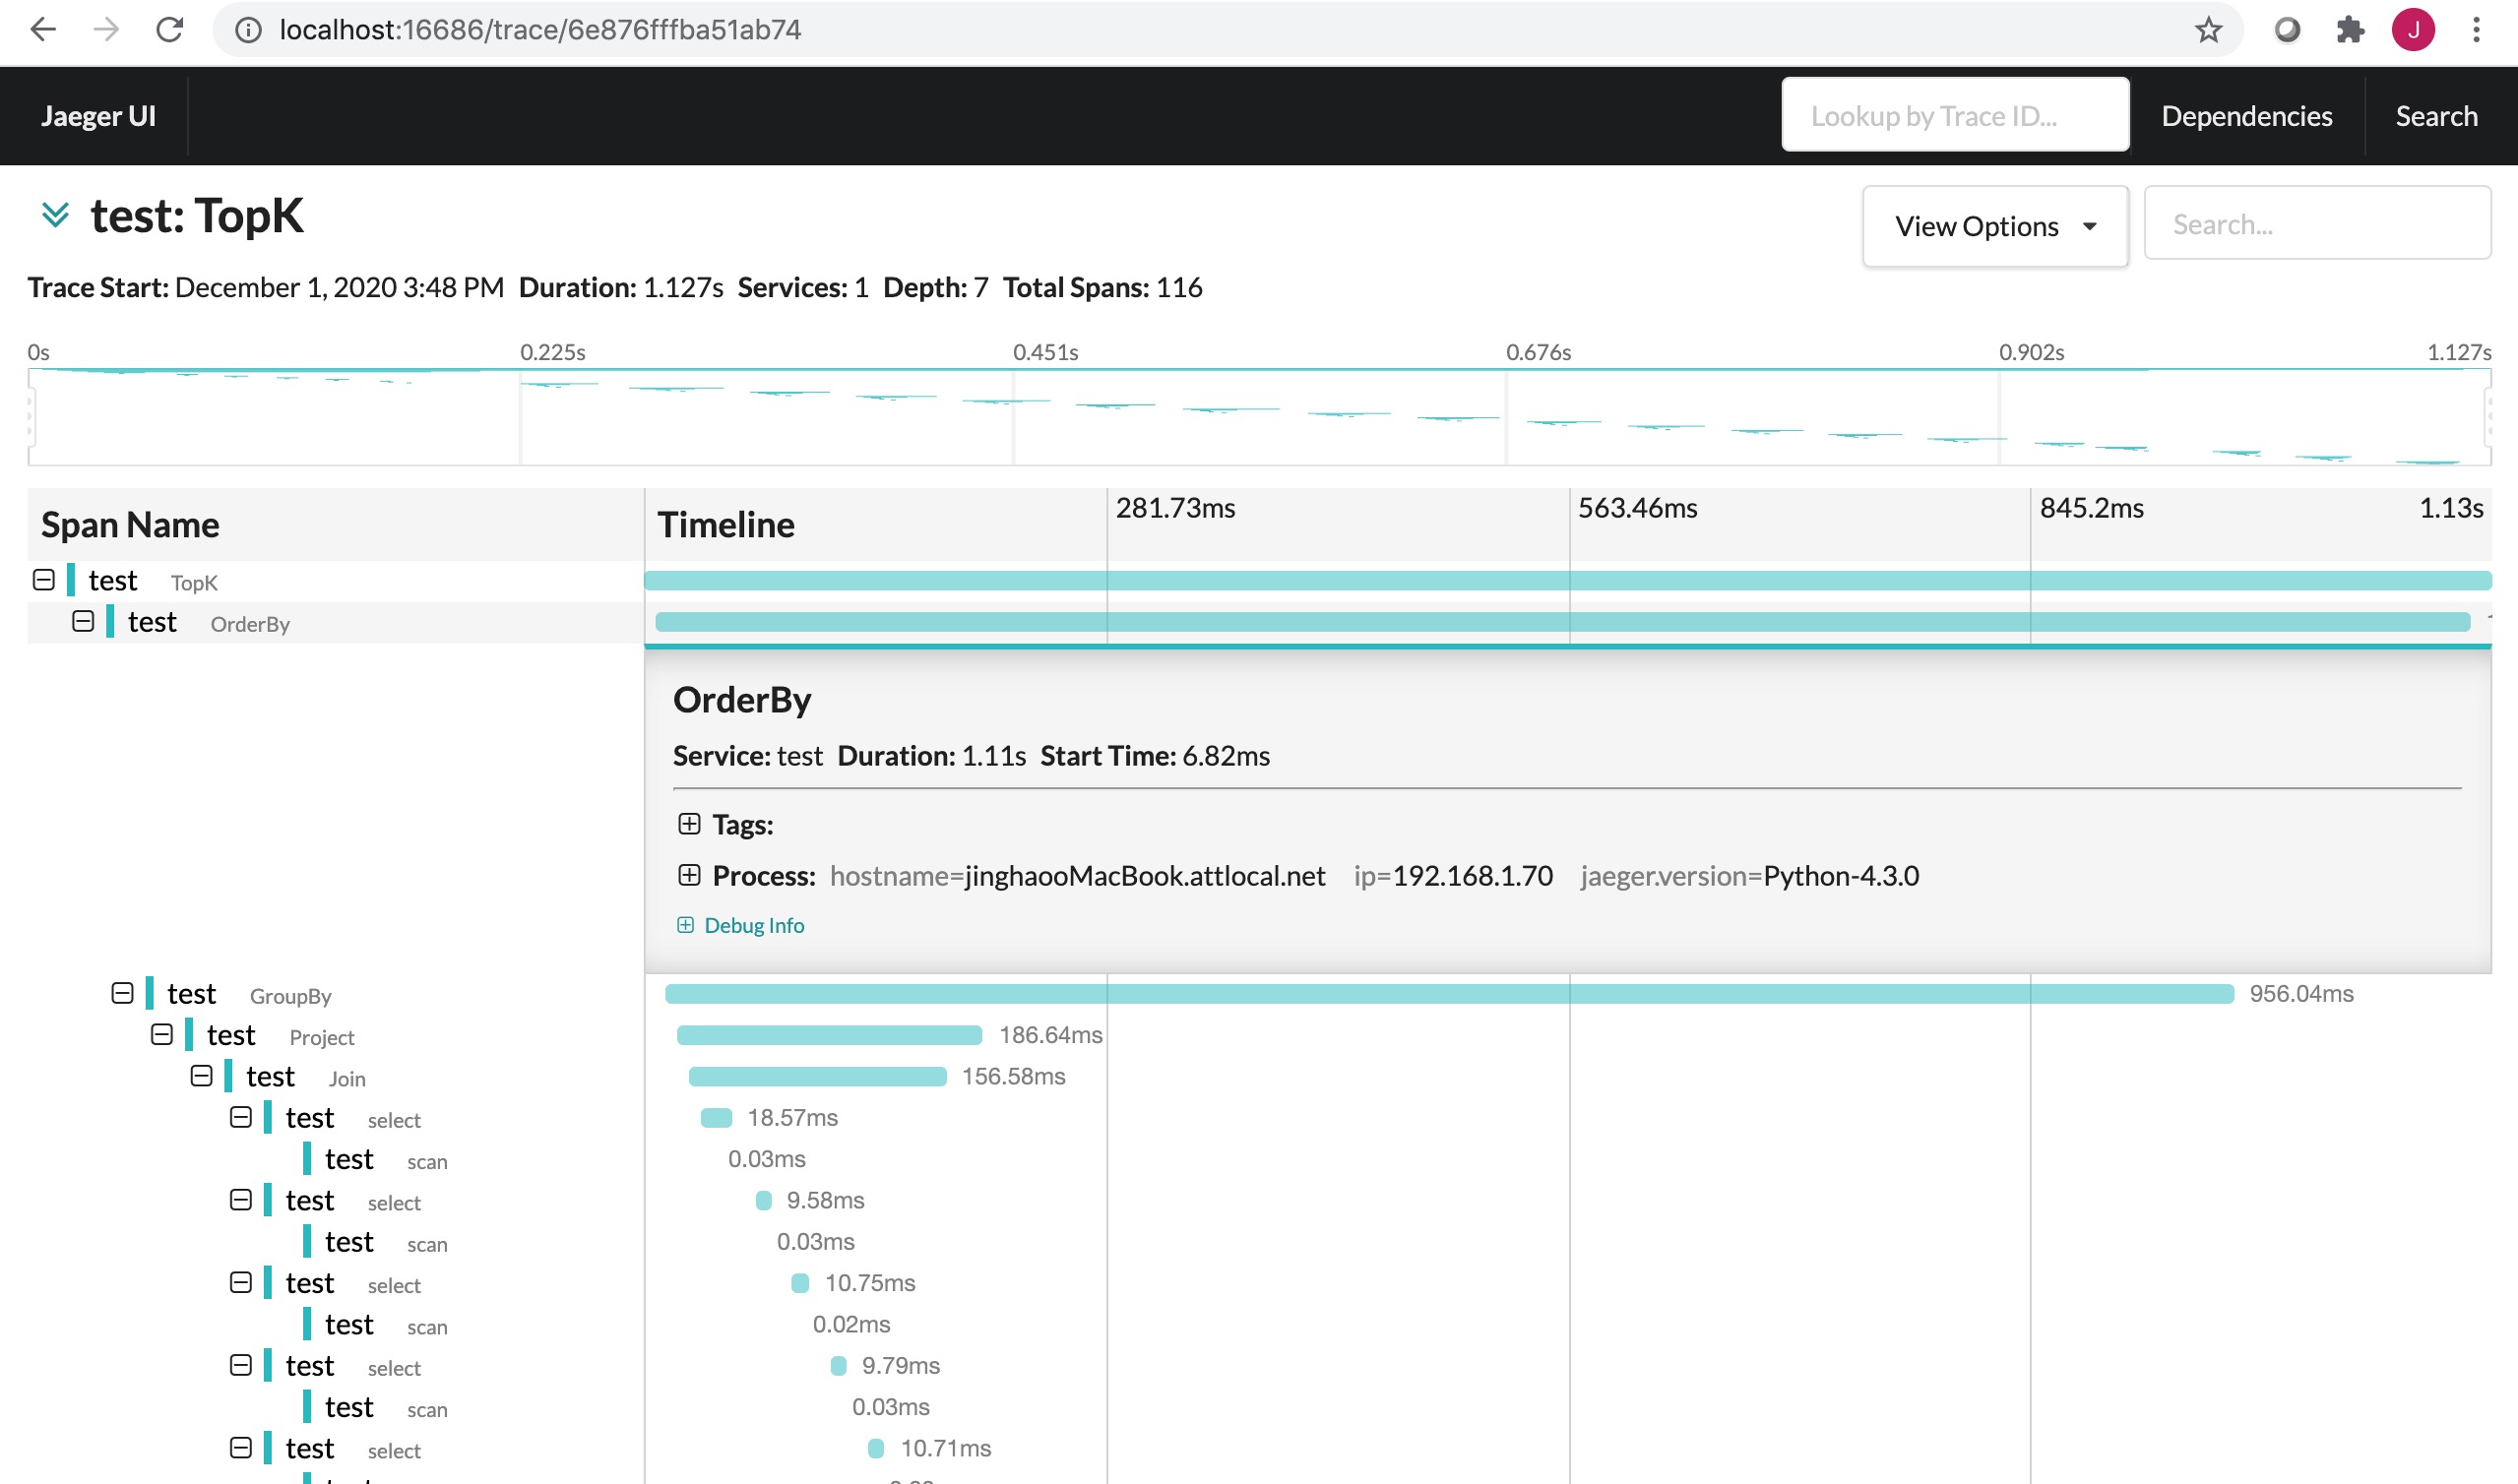 localhost:16686/trace/6e876fffba51ab74
J
Jaeger UI
Lookup by Trace ID...
Dependencies
Search
test: TopK
View Options
Search...
Trace Start: December 1, 2020 3:48 PM Duration: 1.127s Services: 1 Depth: 7 Total Spans: 116
0s 0.225s 0.451s 0.676s 0.902s 1.127s
Span Name Timeline 281.73ms 563.46ms 845.2ms 1.13s
test TopK
test OrderBy
OrderBy
Service: test Duration: 1.11s Start Time: 6.82ms
Tags:
Process: hostname=jinghaooMacBook.attlocal.net ip=192.168.1.70 jaeger.version=Python-4.3.0
Debug Info
test GroupBy 956.04ms
test Project 186.64ms
test Join 156.58ms
test select 18.57ms
test scan 0.03ms
test select 9.58ms
test scan 0.03ms
test select 10.75ms
test scan 0.02ms
test select 9.79ms
test scan 0.03ms
test select 10.71ms